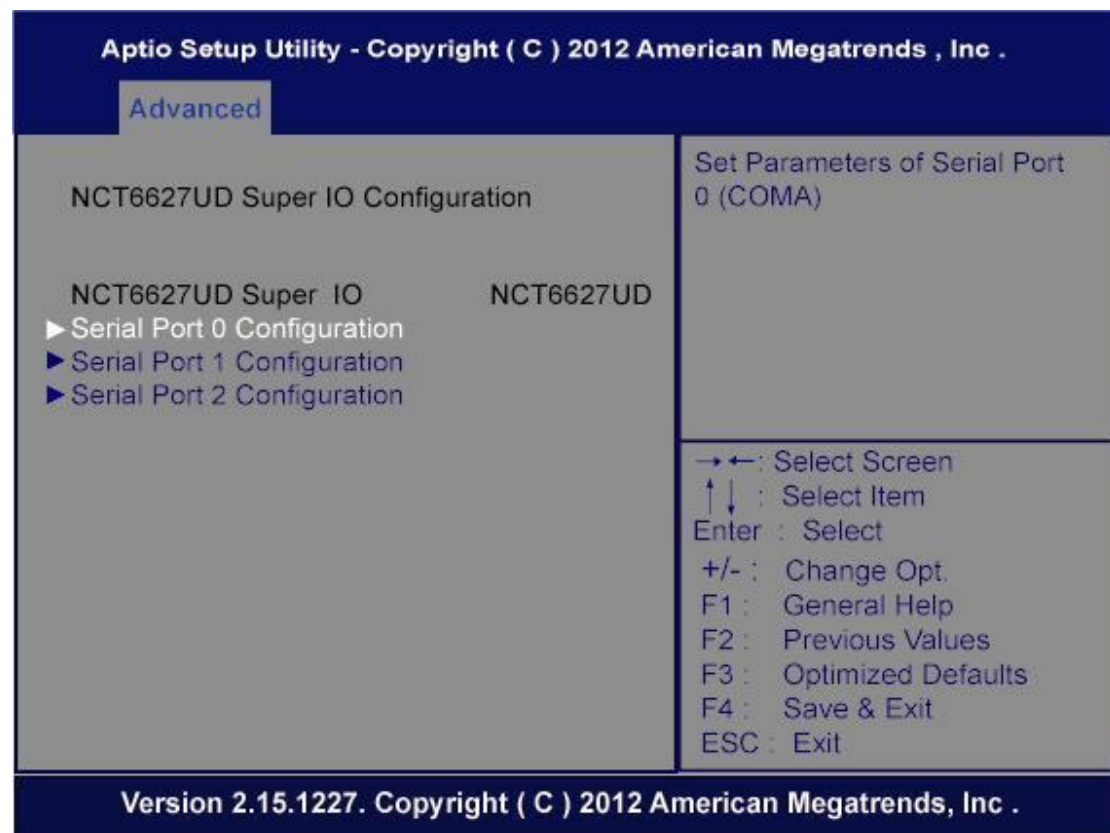 Aptio Setup Utility - Copyright ( C ) 2012 American Megatrends , Inc .
Advanced
NCT6627UD Super IO Configuration
NCT6627UD Super IO NCT6627UD
►Serial Port 0 Configuration
►Serial Port 1 Configuration
►Serial Port 2 Configuration
Set Parameters of Serial Port
0 (COMA)
→←: Select Screen
↑↓ : Select Item
Enter : Select
+/- : Change Opt.
F1 : General Help
F2 : Previous Values
F3 : Optimized Defaults
F4 : Save & Exit
ESC : Exit
Version 2.15.1227. Copyright ( C ) 2012 American Megatrends, Inc .